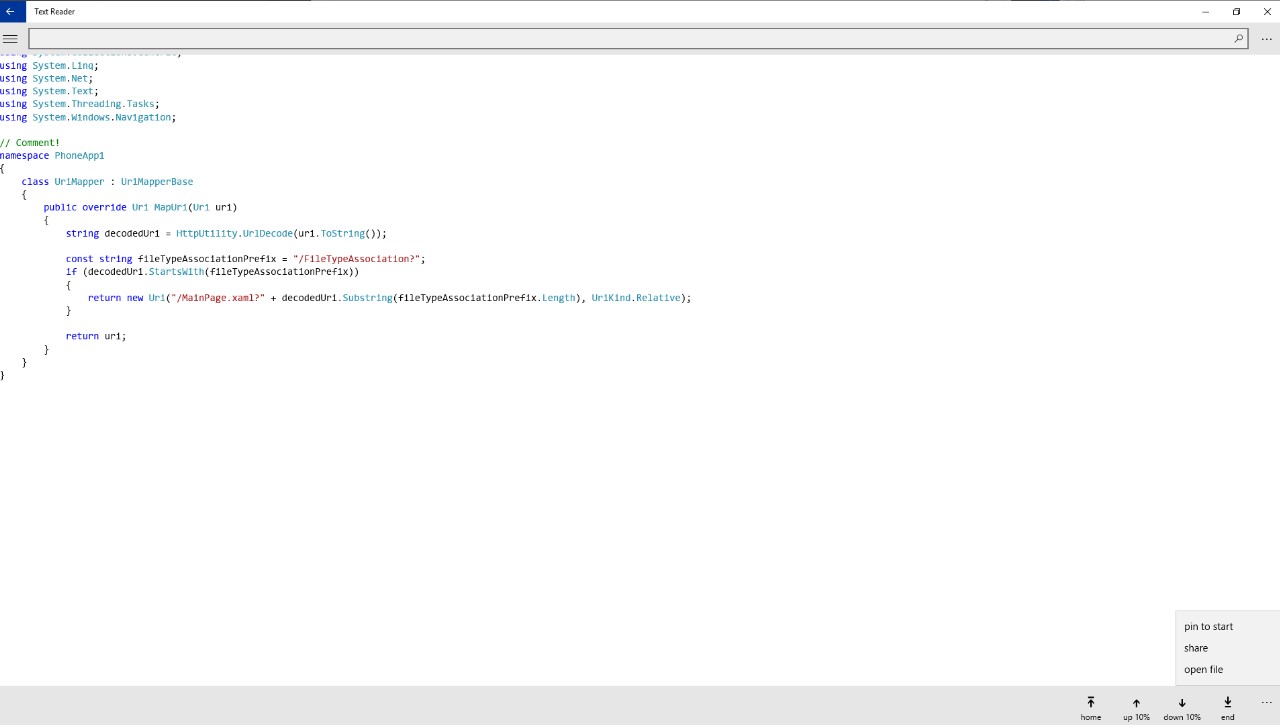 Text Reader
using System.Linq;
using System.Net;
using System.Text;
using System.Threading.Tasks;
using System.Windows.Navigation;
// Comment!
namespace PhoneApp1
{
class UriMapper : UriMapperBase
{
public override Uri MapUri(Uri uri)
{
string decodedUri = HttpUtility.UrlDecode(uri.ToString());
const string fileTypeAssociationPrefix = "/FileTypeAssociation?";
if (decodedUri.StartsWith(fileTypeAssociationPrefix))
{
return new Uri("/MainPage.xaml?" + decodedUri.Substring(fileTypeAssociationPrefix.Length), UriKind.Relative);
}
return uri;
}
}
}
pin to start
share
open file
home up 10% down 10% end